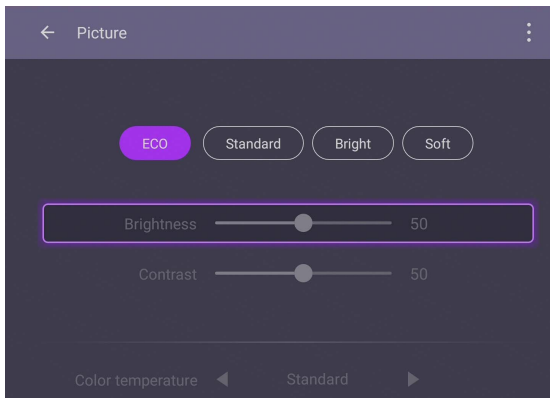 Picture
ECO Standard Bright Soft
Brightness 50
Contrast 50
Color temperature Standard